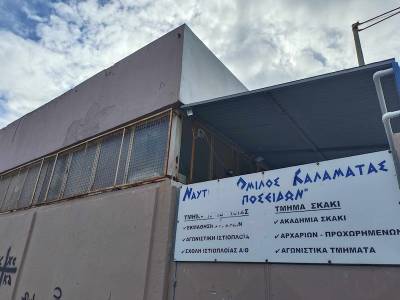 ΝΑΥΤ ΟΜΙΛΟΣ ΚΑΛΑΜΑΤΑΣ
"ΠΟΣΕΙΔΩΝ"
ΤΜΗΜΑ ΣΚΑΚΙ
✓ ΑΚΑΔΗΜΙΑ ΣΚΑΚΙ
✓ ΑΓΩΝΙΣΤΙΚΗ ΙΣΤΙΟΠΛΟΪΑ
✓ ΑΡΧΑΡΙΩΝ - ΠΡΟΧΩΡΗΜΕΝΩΝ
✓ ΣΧΟΛΗ ΙΣΤΙΟΠΛΟΪΑΣ Α·Θ
✓ ΑΓΩΝΙΣΤΙΚΑ ΤΜΗΜΑΤΑ